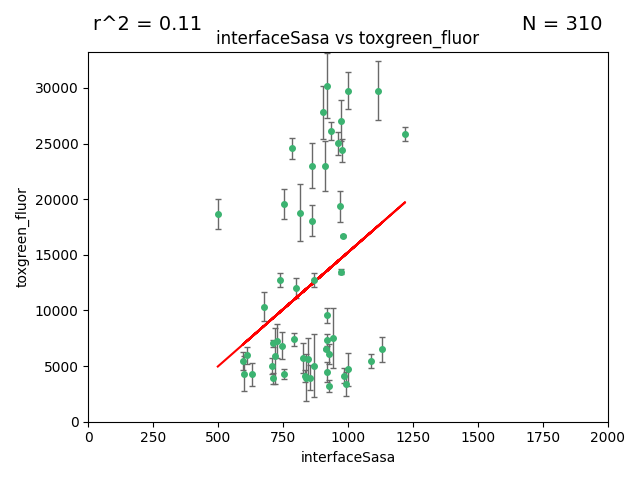 r^2 = 0.11
N = 310
interfaceSasa vs toxgreen_fluor
toxgreen_fluor
30000
25000
20000
15000
10000
5000
0
0 250 500 750 1000 1250 1500 1750 2000
interfaceSasa